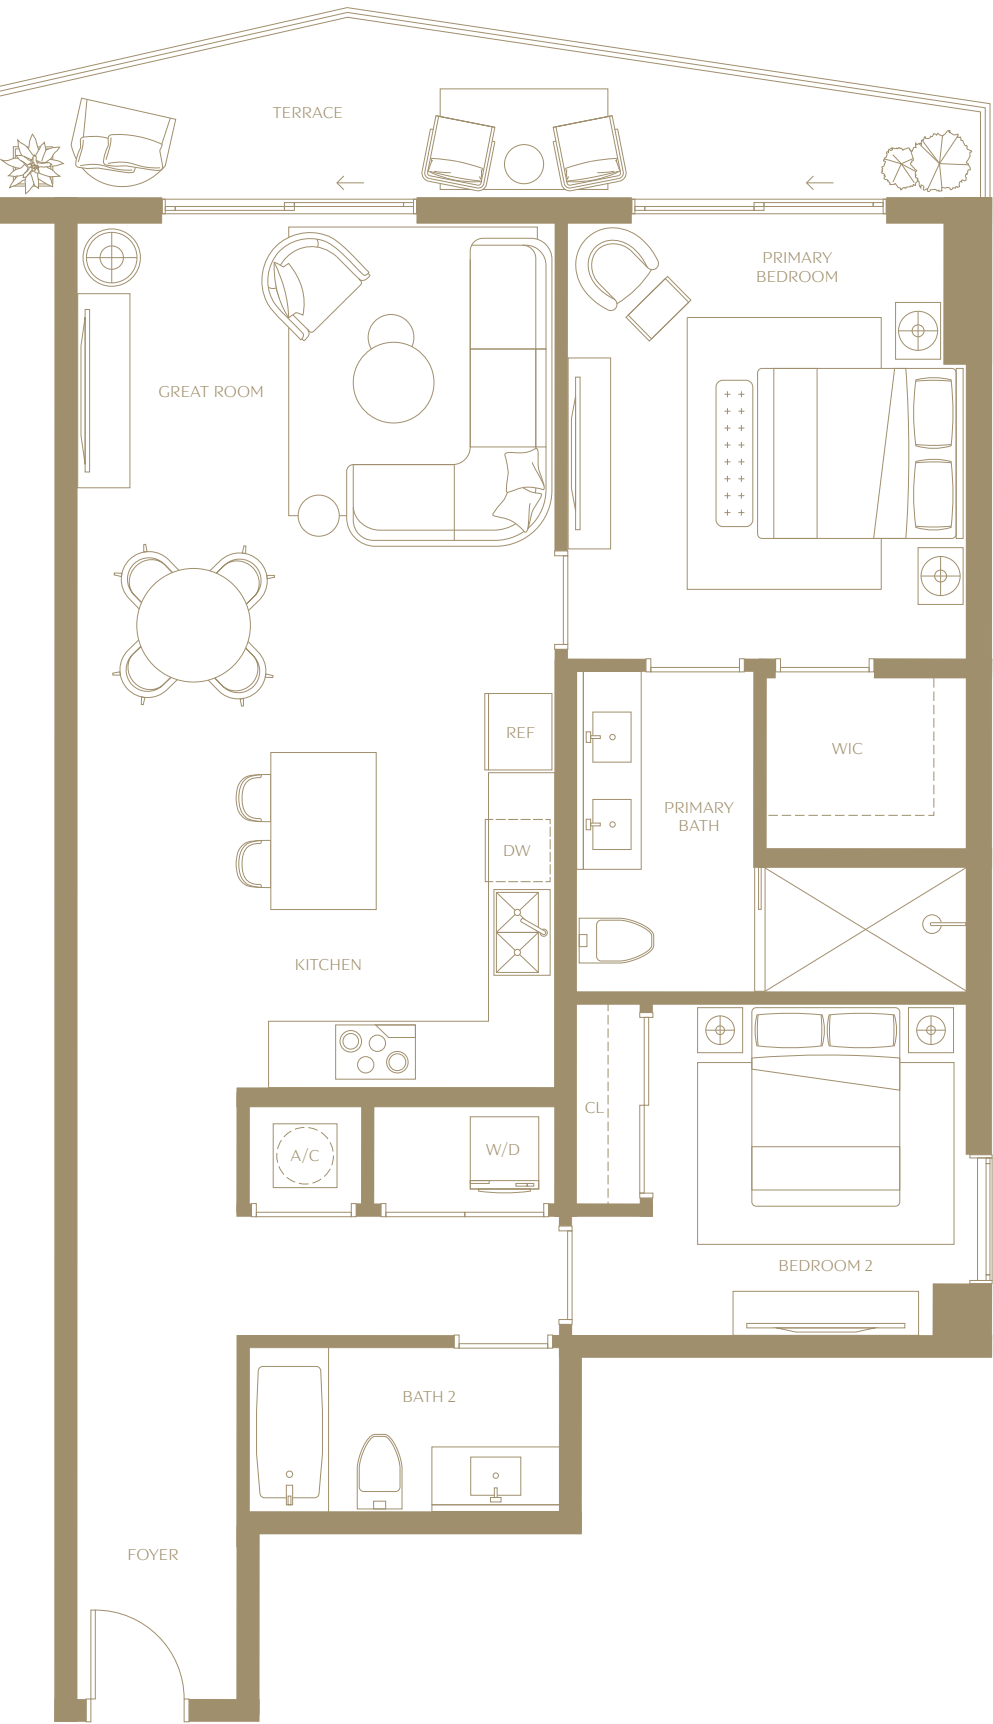 TERRACE
PRIMARY
BEDROOM
GREAT ROOM
REF
WIC
PRIMARY
BATH
DW
KITCHEN
CL
W/D
A/C
BEDROOM 2
BATH 2
FOYER